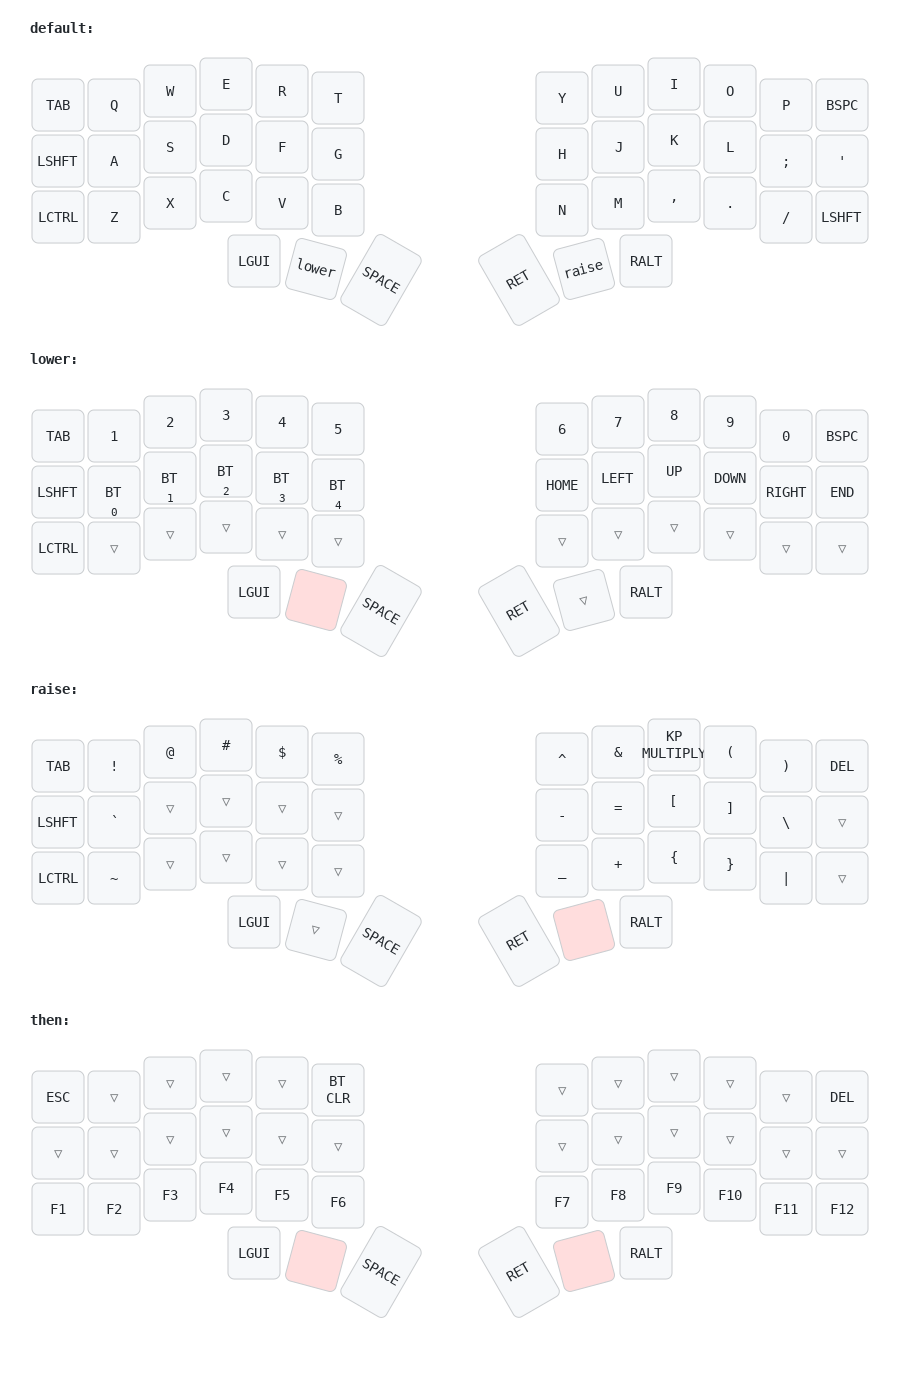 default:
TAB Q W E R T Y U I O P BSPC
LSHFT A S D F G H J K L ; '
LCTRL Z X C V B N M , . / LSHFT
LGUI lower SPACE RET raise RALT
lower:
TAB 1 2 3 4 5 6 7 8 9 0 BSPC
LSHFT BT 0 BT 1 BT 2 BT 3 BT 4 HOME LEFT UP DOWN RIGHT END
LCTRL ▽ ▽ ▽ ▽ ▽ ▽ ▽ ▽ ▽ ▽ ▽
LGUI SPACE RET ▽ RALT
raise:
TAB ! @ # $ % ^ & KP MULTIPLY ( ) DEL
LSHFT ` ▽ ▽ ▽ ▽ - = [ ] \ ▽
LCTRL ~ ▽ ▽ ▽ ▽ _ + { } | ▽
LGUI ▽ SPACE RET RALT
then:
ESC ▽ ▽ ▽ ▽ BT CLR ▽ ▽ ▽ ▽ ▽ DEL
▽ ▽ ▽ ▽ ▽ ▽ ▽ ▽ ▽ ▽ ▽ ▽
F1 F2 F3 F4 F5 F6 F7 F8 F9 F10 F11 F12
LGUI SPACE RET RALT